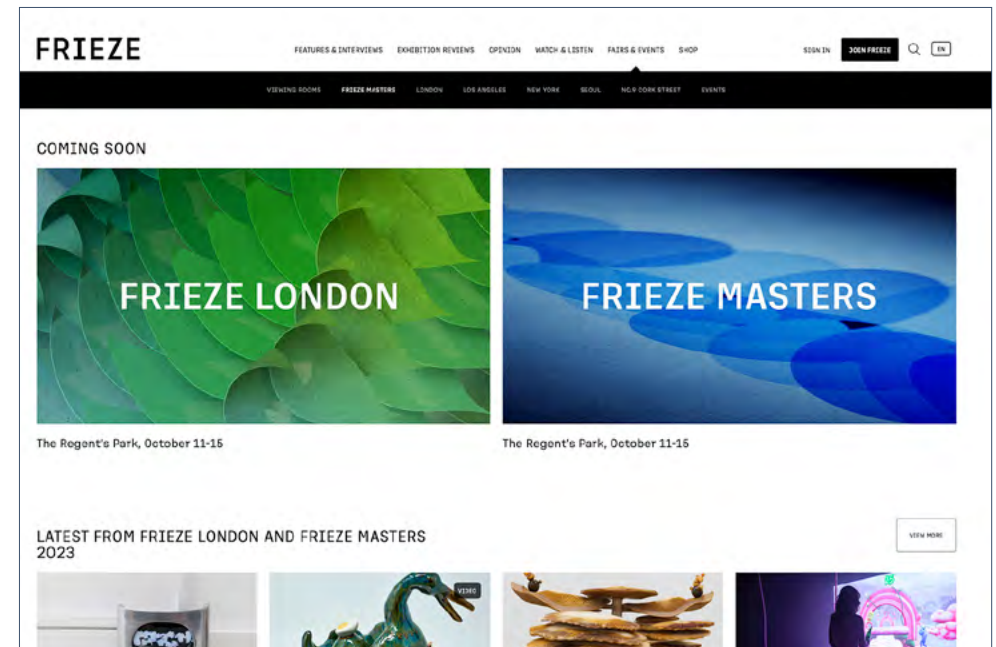 FRIEZE
FEATURES & INTERVIEWS EXHIBITION REVIEWS OPINION WATCH & LISTEN FAIRS & EVENTS SHOP
SIGN IN JOIN FRIEZE EN
VIEWING ROOMS FRIEZE MASTERS LONDON LOS ANGELES NEW YORK SEOUL NO.9 CORK STREET EVENTS
COMING SOON
FRIEZE LONDON
FRIEZE MASTERS
The Regent's Park, October 11-15
The Regent's Park, October 11-15
LATEST FROM FRIEZE LONDON AND FRIEZE MASTERS
2023
VIEW MORE
VIDEO